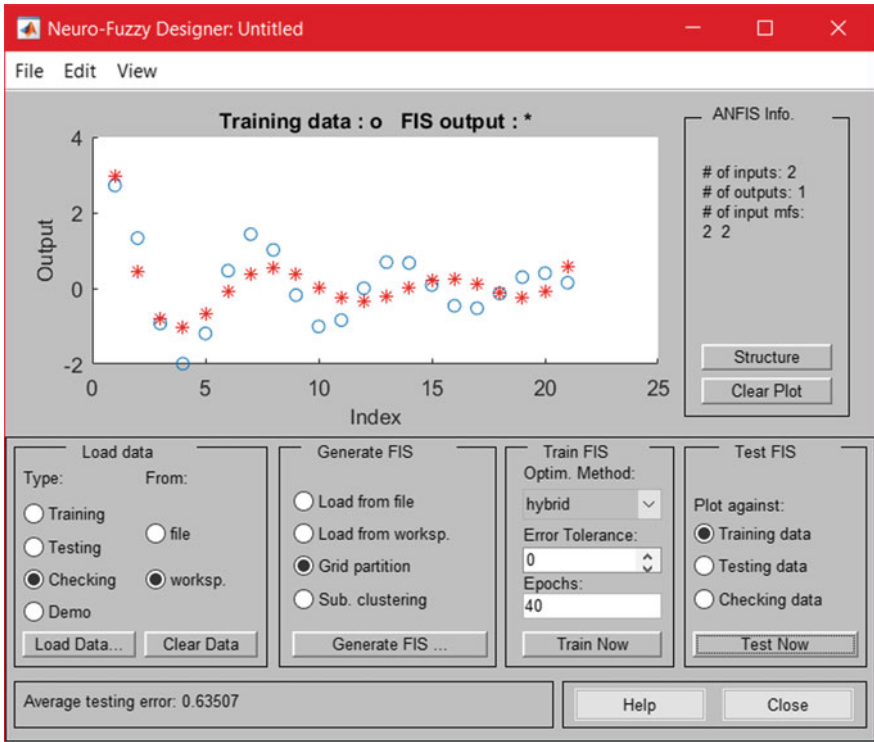 Neuro-Fuzzy Designer: Untitled
File Edit View
Training data : o FIS output : *
4
2
0
-2
Output
0 5 10 15 20 25
Index
ANFIS Info.
# of inputs: 2
# of outputs: 1
# of input mfs:
2 2
Structure
Clear Plot
Load data
Type: From:
Training
Testing
Checking
Demo
file
worksp.
Load Data... Clear Data
Generate FIS
Load from file
Load from worksp.
Grid partition
Sub. clustering
Generate FIS ...
Train FIS
Optim. Method:
hybrid
Error Tolerance:
0
Epochs:
40
Train Now
Test FIS
Plot against:
Training data
Testing data
Checking data
Test Now
Average testing error: 0.63507
Help Close